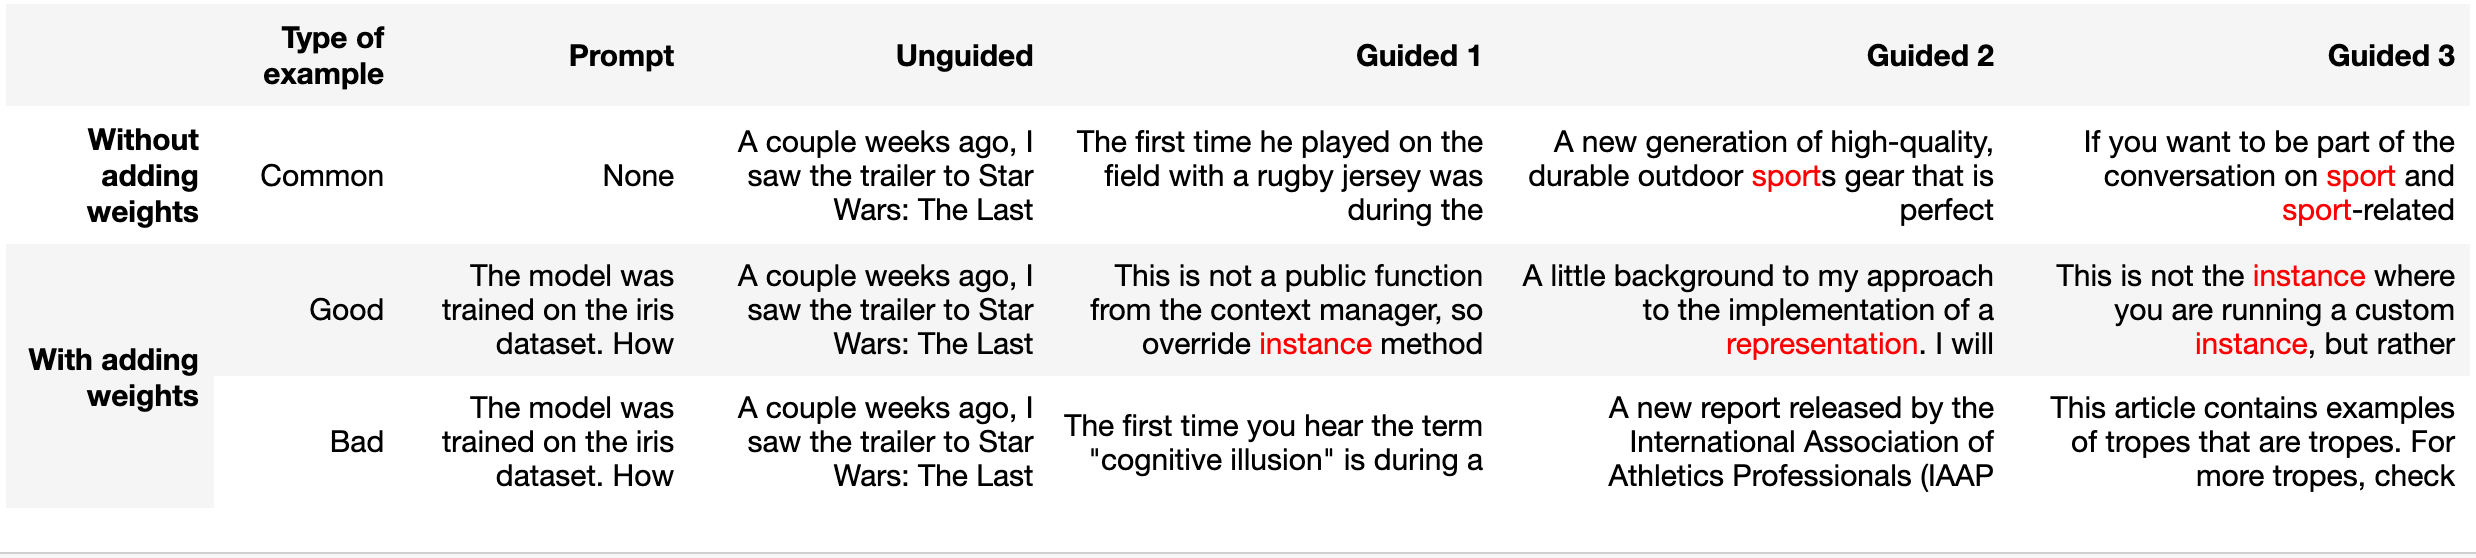 Type of
example
Prompt
Unguided
Guided 1
Guided 2
Guided 3
Without
adding
weights
Common
None
A couple weeks ago, I
saw the trailer to Star
Wars: The Last
The first time he played on the
field with a rugby jersey was
during the
A new generation of high-quality,
durable outdoor sports gear that is
perfect
If you want to be part of the
conversation on sport and
sport-related
With adding
weights
Good
The model was
trained on the iris
dataset. How
A couple weeks ago, I
saw the trailer to Star
Wars: The Last
This is not a public function
from the context manager, so
override instance method
A little background to my approach
to the implementation of a
representation. I will
This is not the instance where
you are running a custom
instance, but rather
Bad
The model was
trained on the iris
dataset. How
A couple weeks ago, I
saw the trailer to Star
Wars: The Last
The first time you hear the term
"cognitive illusion" is during a
A new report released by the
International Association of
Athletics Professionals (IAAP
This article contains examples
of tropes that are tropes. For
more tropes, check